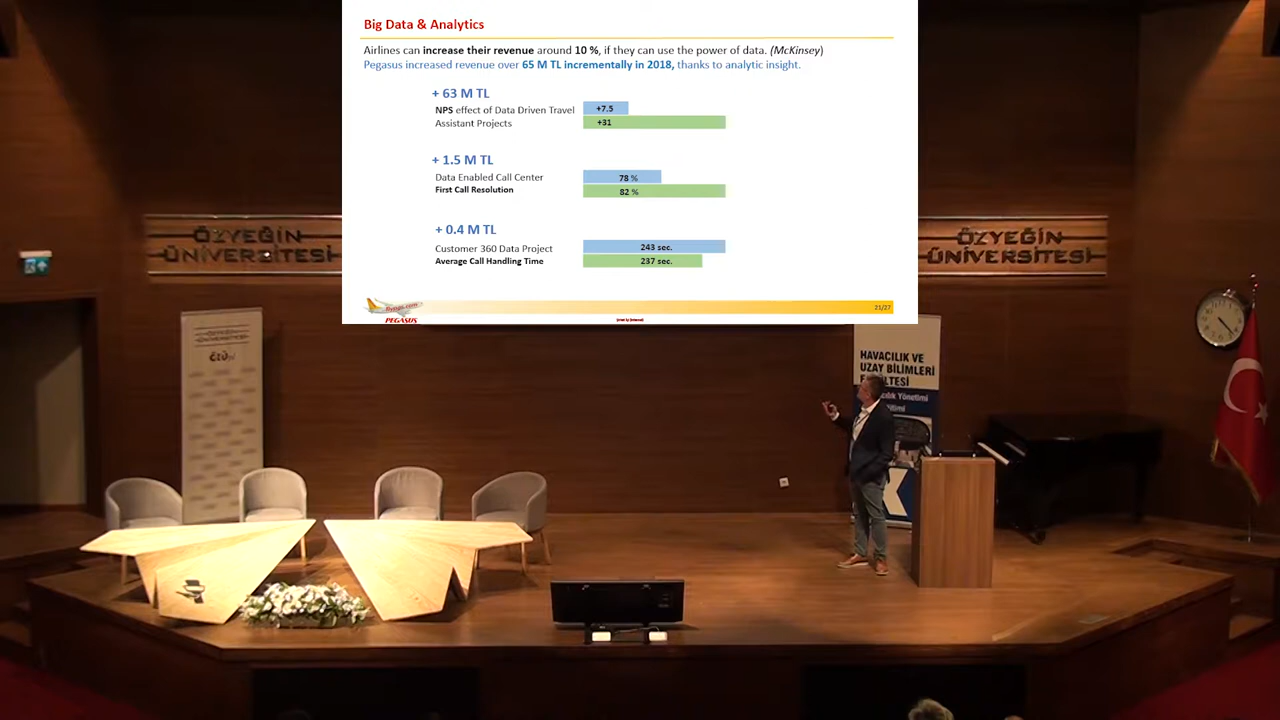 Big Data & Analytics
Airlines can increase their revenue around 10 %, if they can use the power of data. (McKinsey)
Pegasus increased revenue over 65 M TL incrementally in 2018, thanks to analytic insight.
+ 63 M TL
NPS effect of Data Driven Travel
Assistant Projects
+7.5
+31
+ 1.5 M TL
Data Enabled Call Center
First Call Resolution
78 %
82 %
+ 0.4 M TL
Customer 360 Data Project
Average Call Handling Time
243 sec.
237 sec.
flypgs.com
PEGASUS
21/27
ÖZYEĞİN
ÜNİVERSİTESİ
ÖZYEĞİN
ÜNİVERSİTESİ
HAVACILIK VE
UZAY BİLİMLERİ